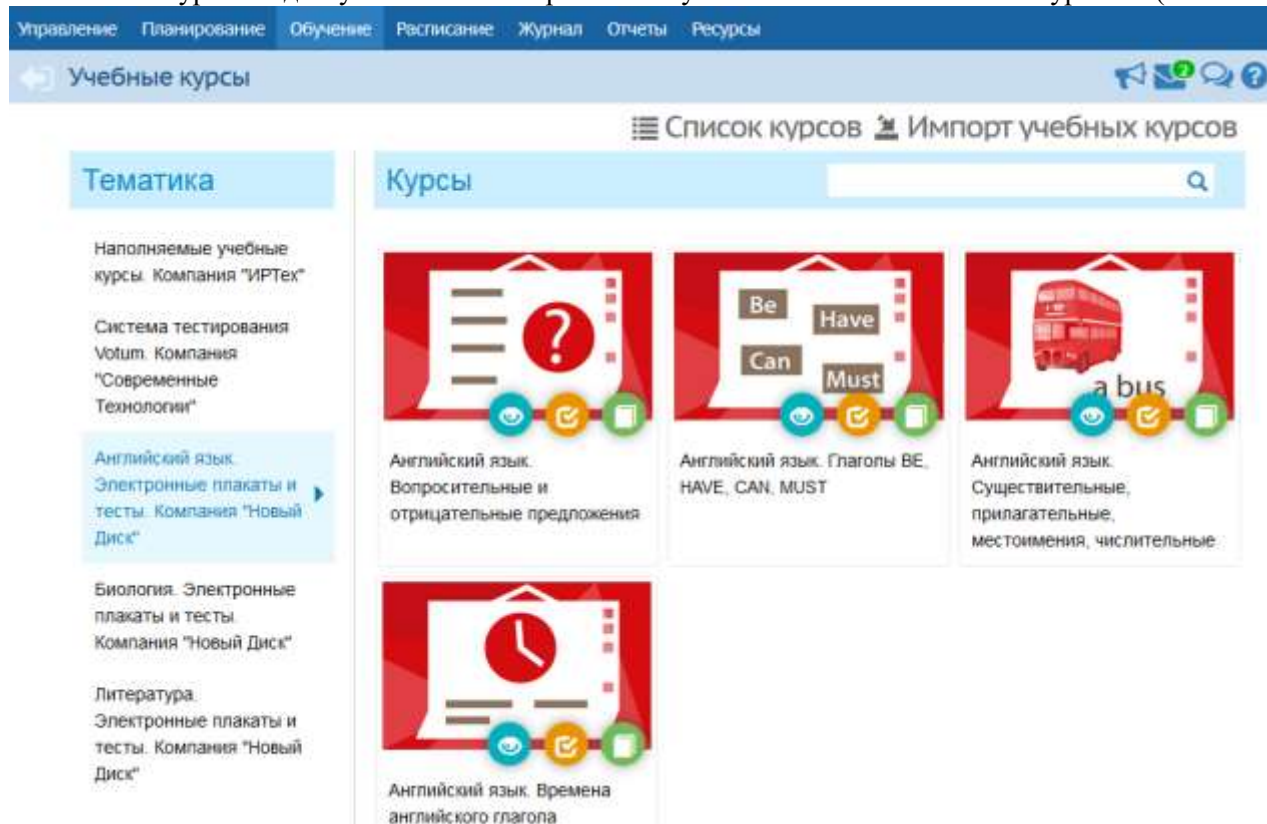 Управление Планирование Обучение Расписание Журнал Отчеты Ресурсы
Учебные курсы
2
?
Список курсов Импорт учебных курсов
Тематика
Курсы
Наполняемые учебные
курсы. Компания "ИРТех"
Система тестирования
Votum. Компания
"Современные
Технологии"
Английский язык.
Электронные плакаты и
тесты. Компания "Новый
Диск"
Биология. Электронные
плакаты и тесты.
Компания "Новый Диск"
Литература.
Электронные плакаты и
тесты. Компания "Новый
Диск"
?
Английский язык.
Вопросительные и
отрицательные предложения
Be
Have
Can
Must
Английский язык. Глаголы BE,
HAVE, CAN, MUST
a bus
Английский язык.
Существительные,
прилагательные,
местоимения, числительные
Английский язык. Времена
английского глагола